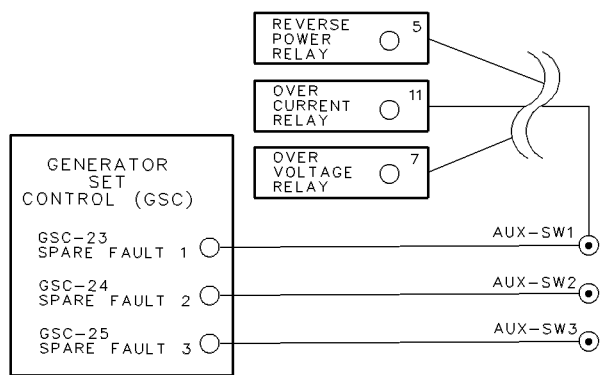 REVERSE
POWER
RELAY
5
OVER
CURRENT
RELAY
11
OVER
VOLTAGE
RELAY
7
GENERATOR
SET
CONTROL (GSC)
GSC-23
SPARE FAULT 1
AUX-SW1
GSC-24
SPARE FAULT 2
AUX-SW2
GSC-25
SPARE FAULT 3
AUX-SW3